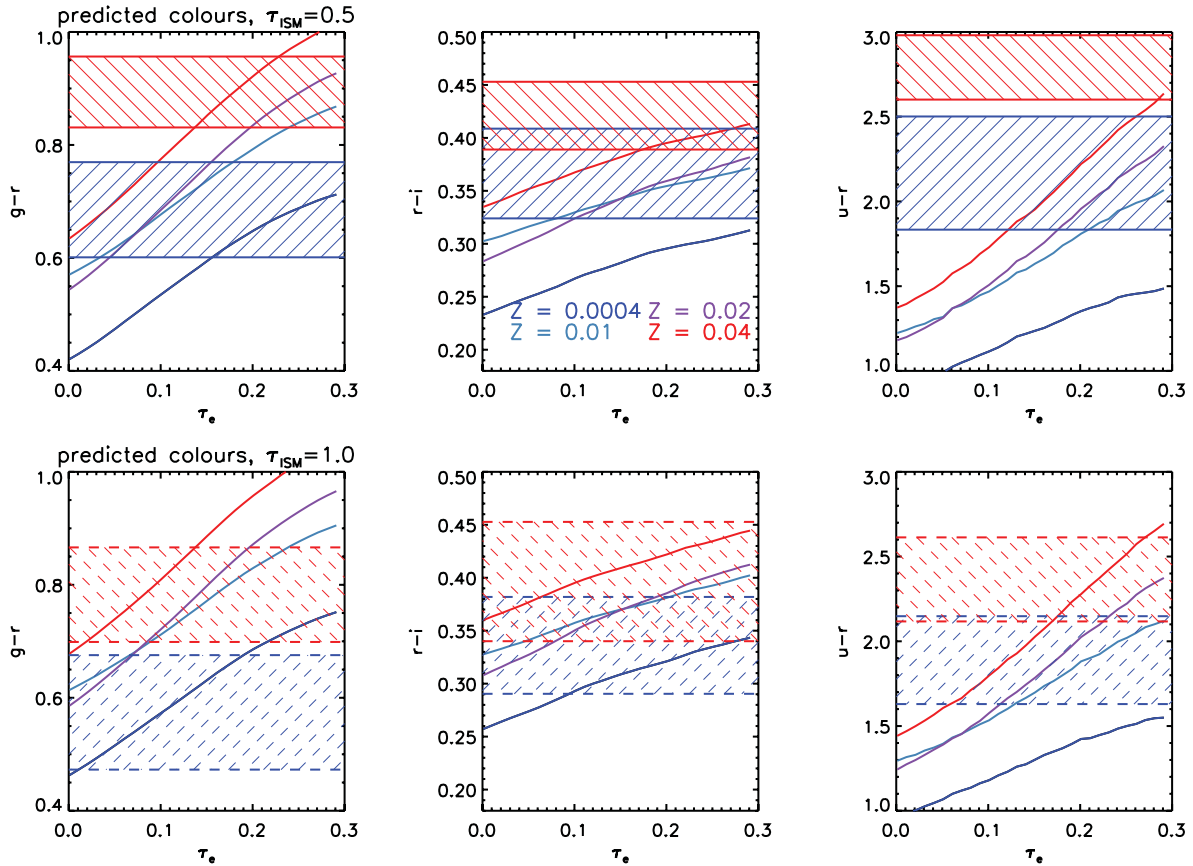 predicted colours, τISM=0.5
1.0
0.8
0.6
0.4
g-r
0.0 0.1 0.2 0.3
τe
0.50
0.45
0.40
0.35
0.30
0.25
0.20
r-i
Z = 0.0004 Z = 0.02
Z = 0.01 Z = 0.04
0.0 0.1 0.2 0.3
τe
3.0
2.5
2.0
1.5
1.0
u-r
0.0 0.1 0.2 0.3
τe
predicted colours, τISM=1.0
1.0
0.8
0.6
0.4
g-r
0.0 0.1 0.2 0.3
τe
0.50
0.45
0.40
0.35
0.30
0.25
0.20
r-i
0.0 0.1 0.2 0.3
τe
3.0
2.5
2.0
1.5
1.0
u-r
0.0 0.1 0.2 0.3
τe